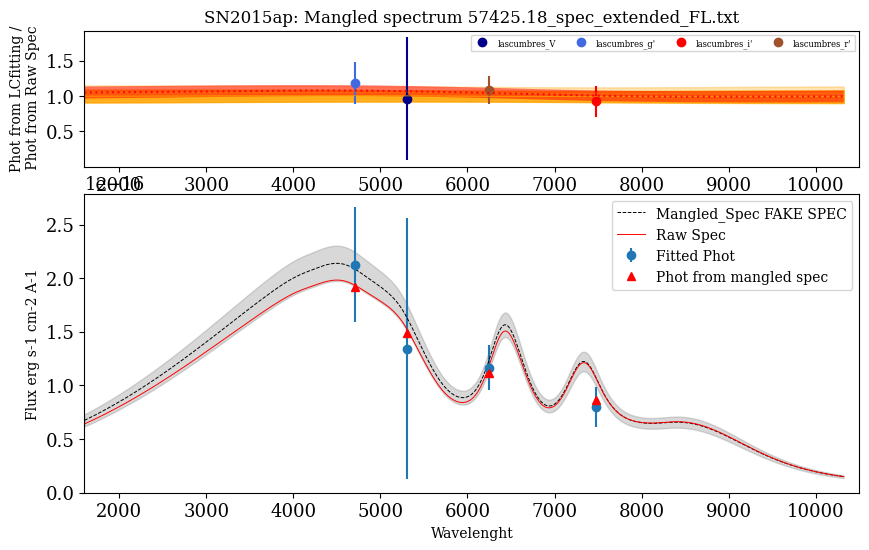 SN2015ap: Mangled spectrum 57425.18_spec_extended_FL.txt
Phot from LCfitting /
Phot from Raw Spec
1.5
1.0
0.5
lascumbres_V lascumbres_g' lascumbres_i' lascumbres_r'
2000 3000 4000 5000 6000 7000 8000 9000 10000
1e−16
Flux erg s-1 cm-2 A-1
2.5
2.0
1.5
1.0
0.5
0.0
Mangled_Spec FAKE SPEC
Raw Spec
Fitted Phot
Phot from mangled spec
2000 3000 4000 5000 6000 7000 8000 9000 10000
Wavelenght